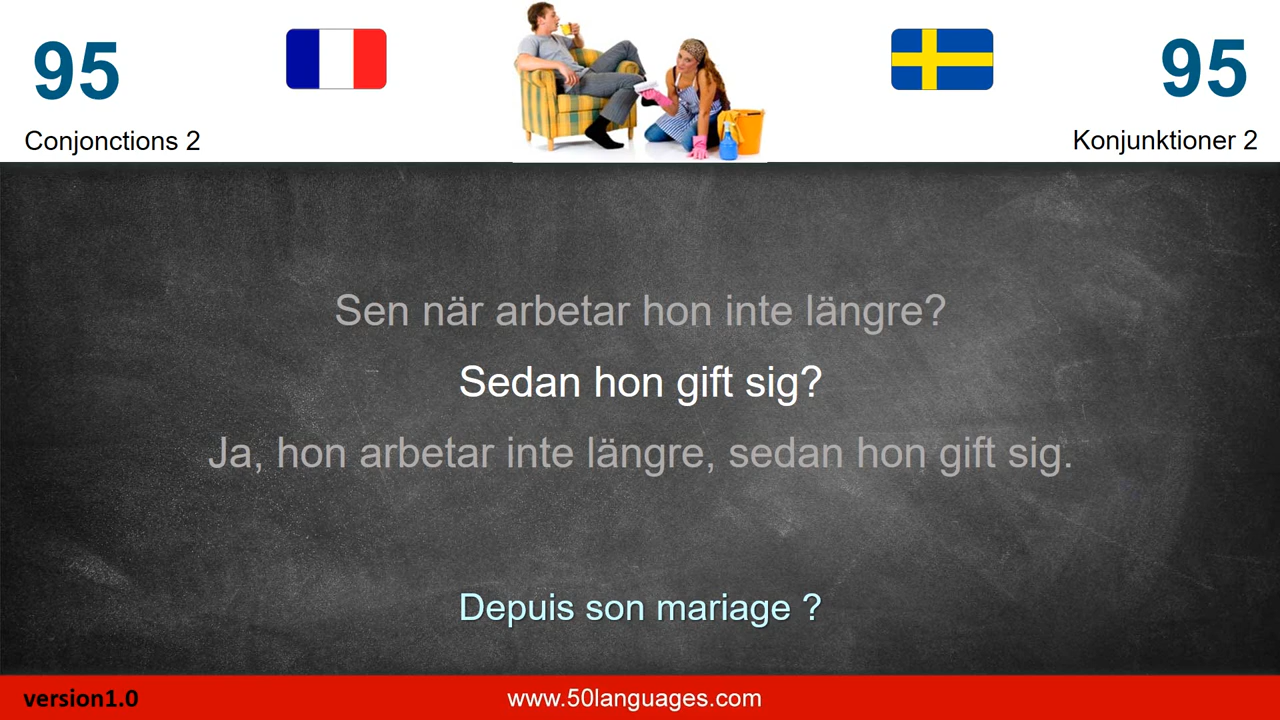 95
95
Conjonctions 2
Konjunktioner 2
Sen när arbetar hon inte längre?
Sedan hon gift sig?
Ja, hon arbetar inte längre, sedan hon gift sig.
Depuis son mariage ?
version1.0
www.50languages.com